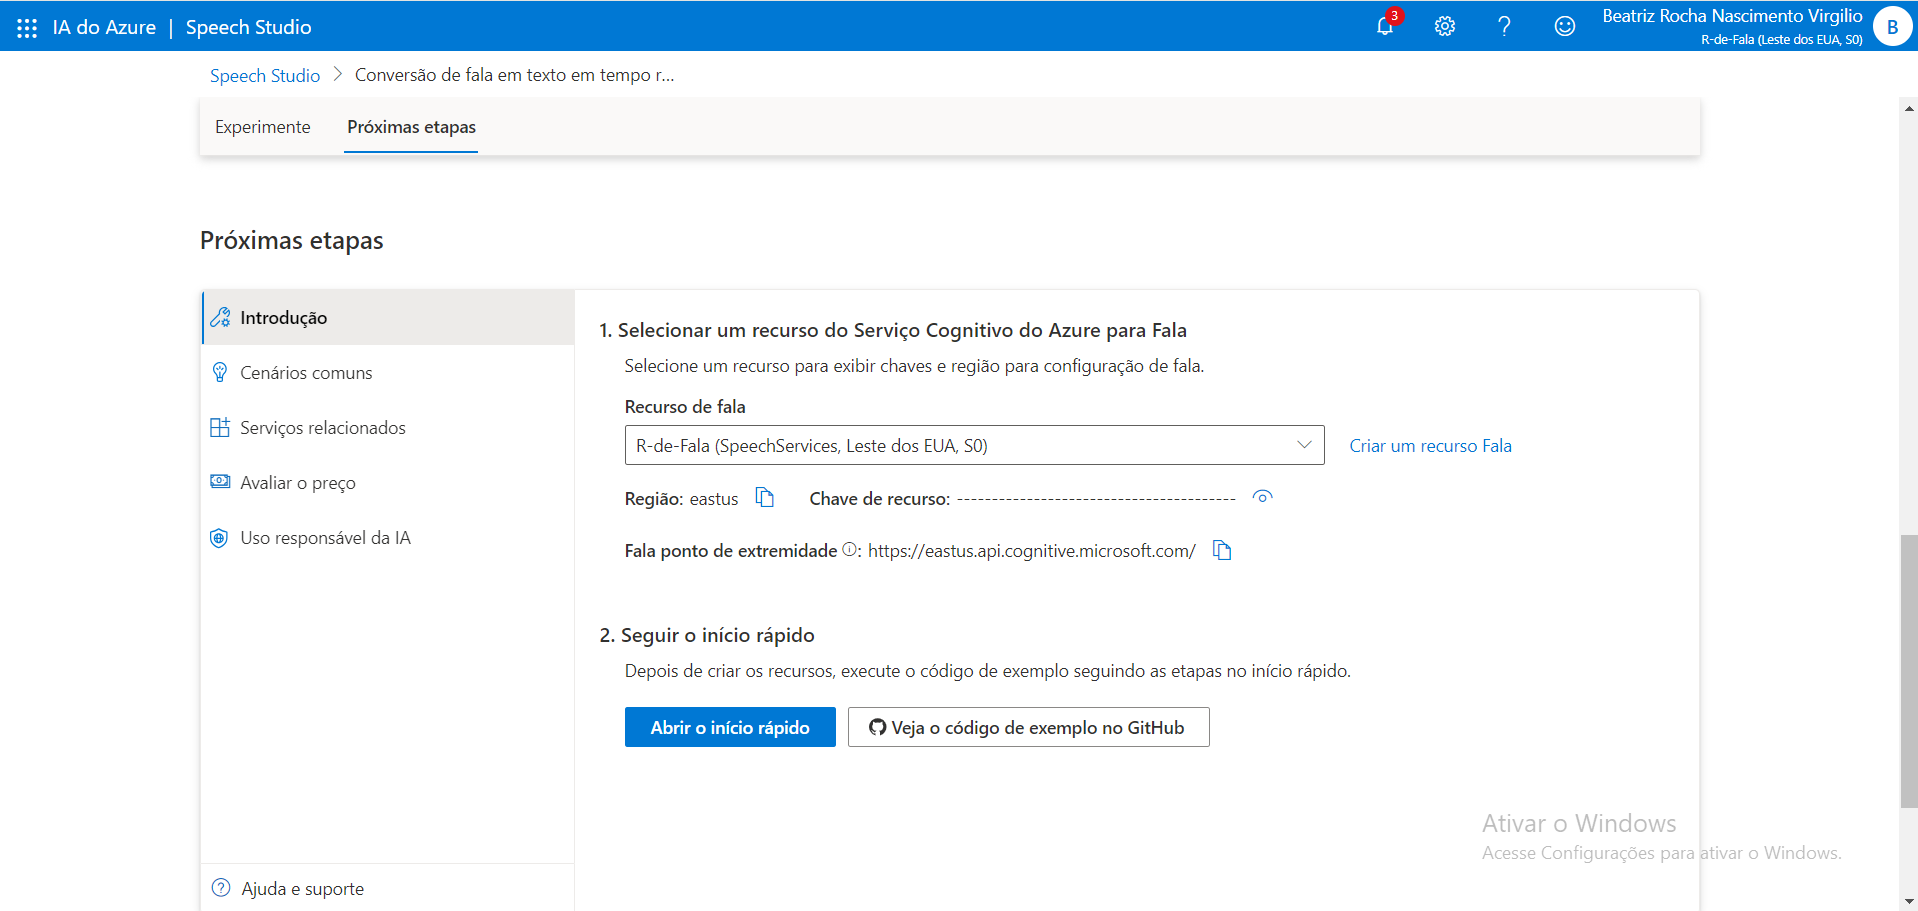 IA do Azure | Speech Studio
3
Beatriz Rocha Nascimento Virgilio
R-de-Fala (Leste dos EUA, S0)
B
Speech Studio > Conversão de fala em texto em tempo r...
Experimente
Próximas etapas
Próximas etapas
Introdução
Cenários comuns
Serviços relacionados
Avaliar o preço
Uso responsável da IA
Ajuda e suporte
1. Selecionar um recurso do Serviço Cognitivo do Azure para Fala
Selecione um recurso para exibir chaves e região para configuração de fala.
Recurso de fala
R-de-Fala (SpeechServices, Leste dos EUA, S0)
Criar um recurso Fala
Região: eastus
Chave de recurso: ----------------------------------------
Fala ponto de extremidade : https://eastus.api.cognitive.microsoft.com/
2. Seguir o início rápido
Depois de criar os recursos, execute o código de exemplo seguindo as etapas no início rápido.
Abrir o início rápido
Veja o código de exemplo no GitHub
Ativar o Windows
Acesse Configurações para ativar o Windows.